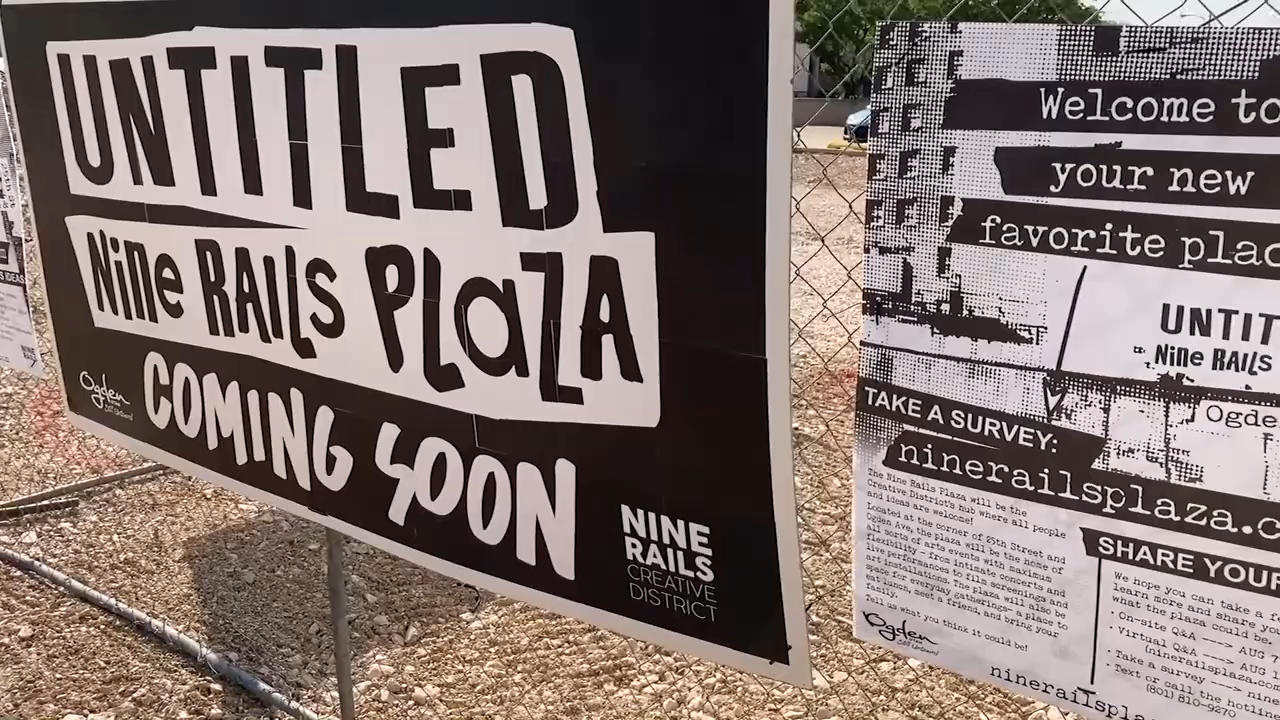 UNTITLED
Nine RAILS PLaZA
COMING SOON
Ogden
NINE
RAILS
CREATIVE
DISTRICT
IDEAS
Welcome to
your new
favorite plac
UNTIT
Nine RAILS
Ogde
TAKE A SURVEY:
ninerailsplaza.c
The Nine Rails Plaza will be the
Creative District's hub where all people
and ideas are welcome!
Located at the corner of 25th Street and
Ogden Ave, the plaza will be the home of
all sorts of arts events with maximum
flexibility - from intimate concerts and
live performances to film screenings and
art installations. The plaza will also be
space for everyday gatherings- a place to
eat lunch, meet a friend, and bring your
family.
Tell us what you think it could be!
Ogden
SHARE YOUR
We hope you can take a f
learn more and share yo
what the plaza could be.
· On-site Q&A ----> AUG 7
· Virtual Q&A ----> AUG 1
(ninerailsplaza.com
· Take a survey ---> nine
· Text or call the hotline
(801) 810-9270
ninerailspla